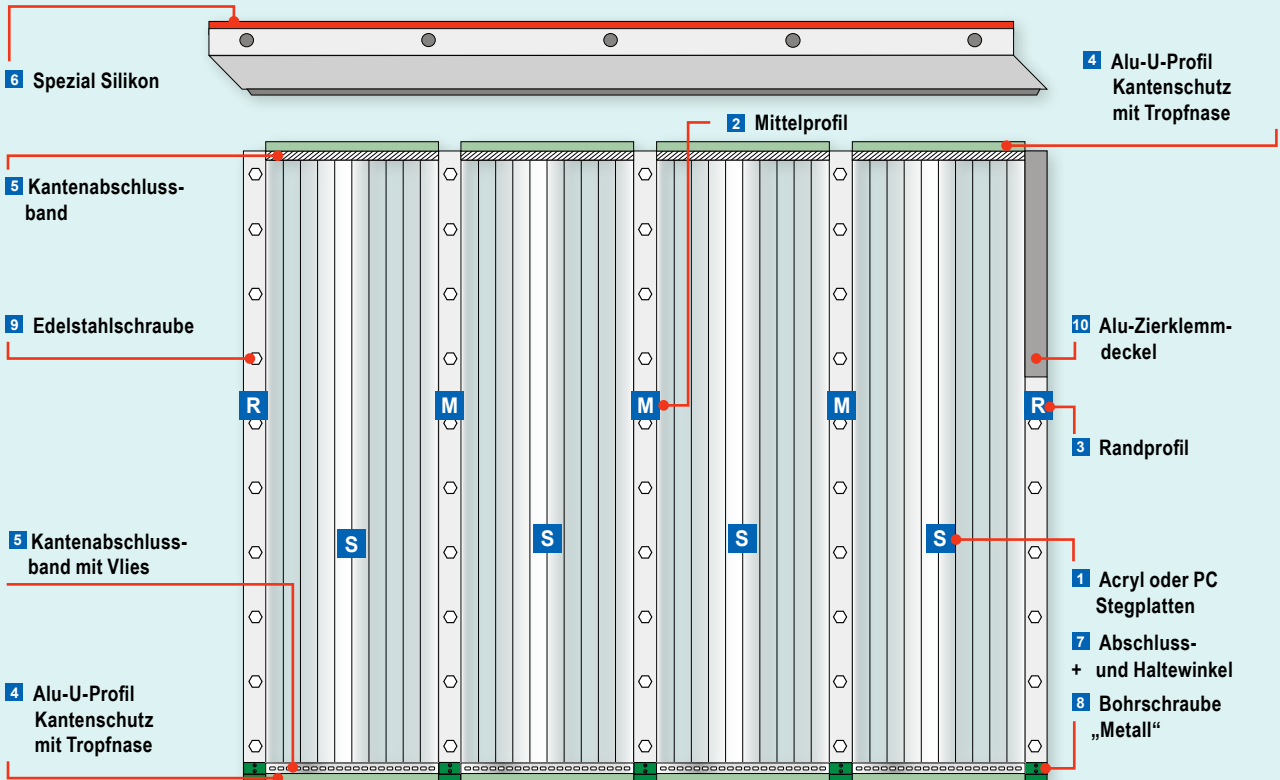 6 Spezial Silikon
4 Alu-U-Profil
Kantenschutz
mit Tropfnase
2 Mittelprofil
5 Kantenabschluss-
band
9 Edelstahlschraube
10 Alu-Zierklemm-
deckel
R M M M R
3 Randprofil
S S S S
5 Kantenabschluss-
band mit Vlies
1 Acryl oder PC
Stegplatten
7 Abschluss-
+ und Haltewinkel
4 Alu-U-Profil
Kantenschutz
mit Tropfnase
8 Bohrschraube
„Metall“